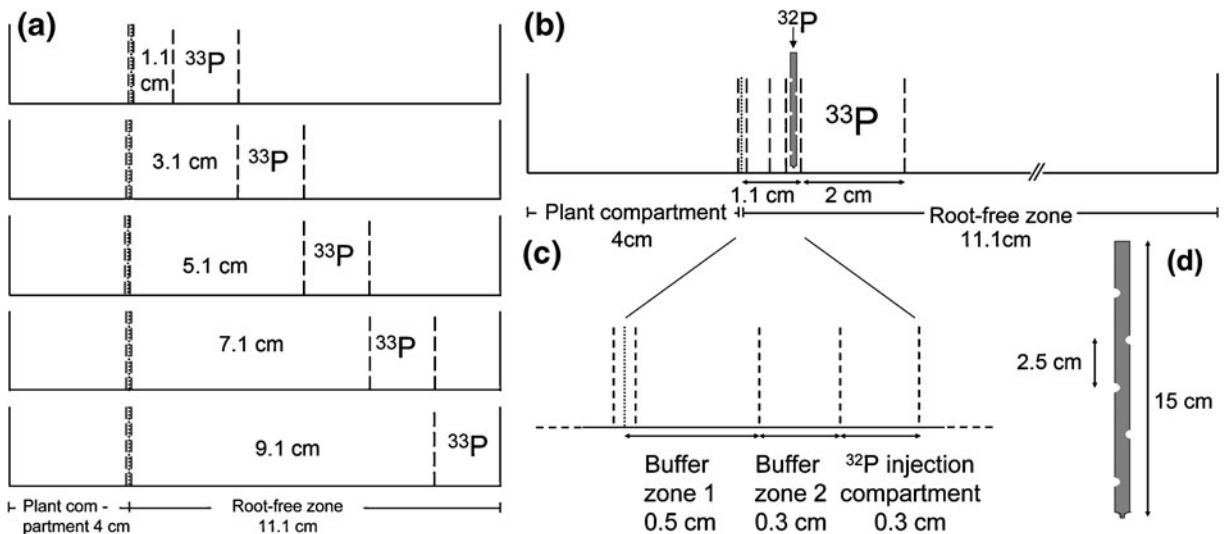 (a)
1.1
cm
³³P
3.1 cm
³³P
5.1 cm
³³P
7.1 cm
³³P
9.1 cm
³³P
Plant com -
partment 4 cm
Root-free zone
11.1 cm
(b)
³²P
³³P
1.1 cm
2 cm
Plant compartment
4cm
Root-free zone
11.1cm
(c)
Buffer
zone 1
0.5 cm
Buffer
zone 2
0.3 cm
³²P injection
compartment
0.3 cm
(d)
2.5 cm
15 cm